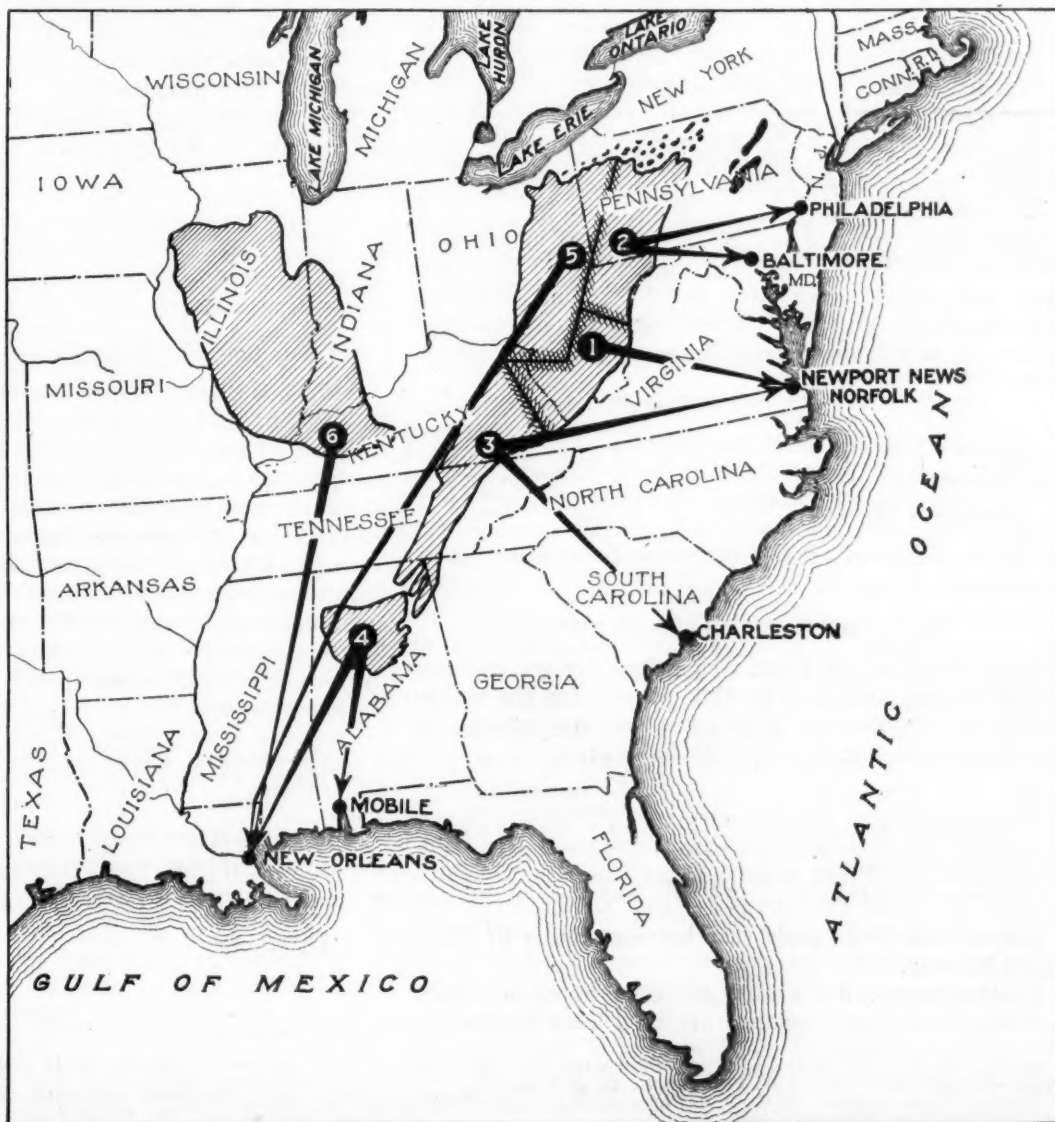 WISCONSIN
LAKE MICHIGAN
MICHIGAN
LAKE
HURON
LAKE
ONTARIO
NEW YORK
MASS.
CONN.
R.I.
IOWA
LAKE ERIE
PENNSYLVANIA
N. J.
PHILADELPHIA
OHIO
5
2
BALTIMORE
MD.
ILLINOIS
INDIANA
1
VIRGINIA
MISSOURI
NEWPORT NEWS
NORFOLK
6
KENTUCKY
3
NORTH CAROLINA
TENNESSEE
ARKANSAS
SOUTH
CAROLINA
4
CHARLESTON
MISSISSIPPI
ALABAMA
GEORGIA
TEXAS
LOUISIANA
MOBILE
NEW ORLEANS
FLORIDA
ATLANTIC
OCEAN
GULF OF MEXICO